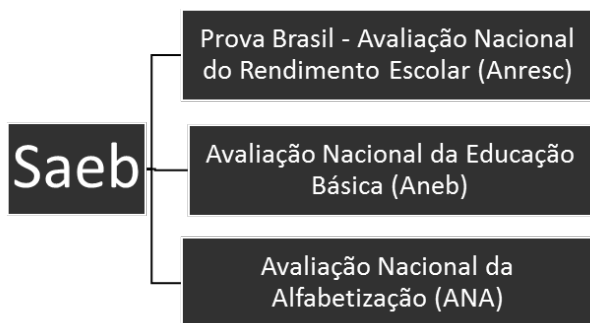 Saeb
Prova Brasil - Avaliação Nacional
do Rendimento Escolar (Anresc)
Avaliação Nacional da Educação
Básica (Aneb)
Avaliação Nacional da
Alfabetização (ANA)